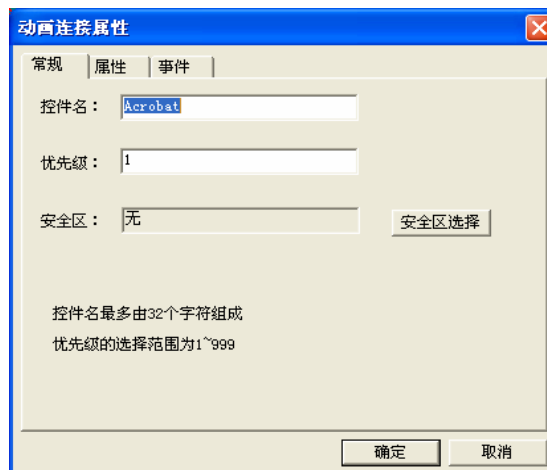 动画连接属性
常规 属性 事件
控件名： Acrobat
优先级： 1
安全区： 无 安全区选择
控件名最多由32个字符组成
优先级的选择范围为1~999
确定 取消